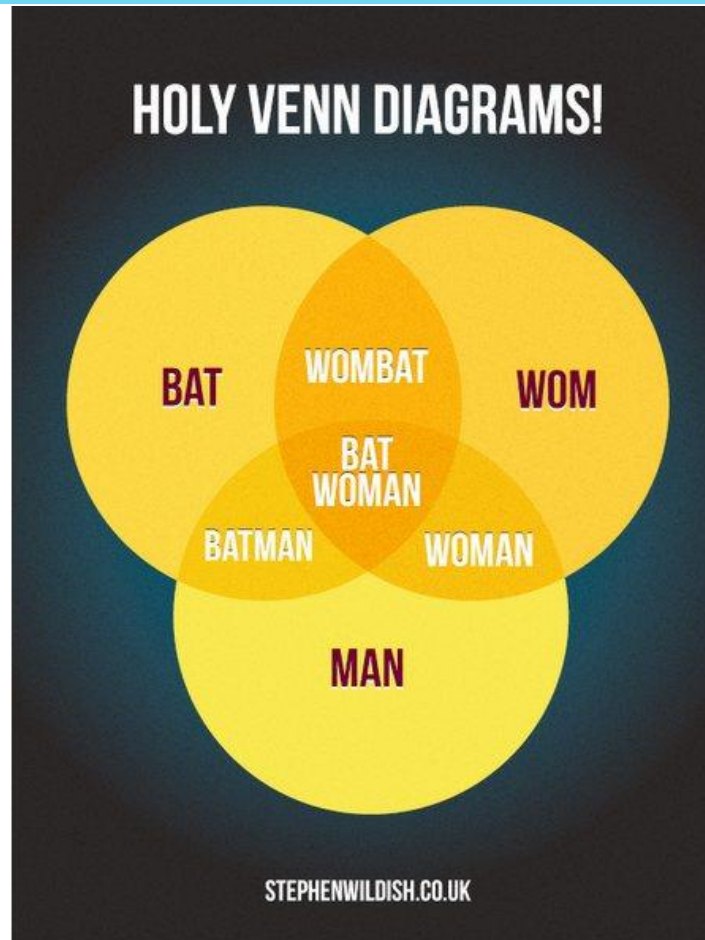 HOLY VENN DIAGRAMS!
WOMBAT
BAT
WOM
BAT
WOMAN
BATMAN
WOMAN
MAN
STEPHENWILDISH.CO.UK